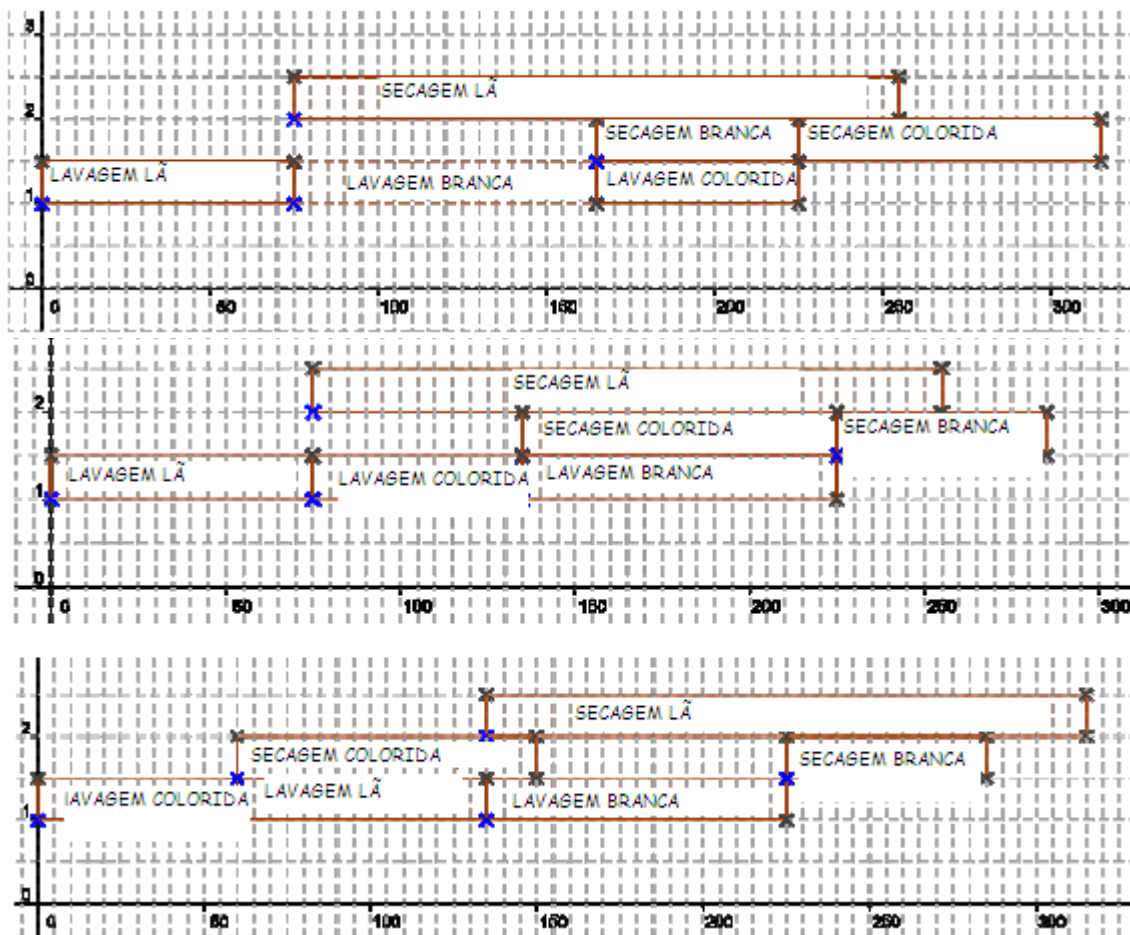 3
SECAGEM LÃ
2
SECAGEM BRANCA SECAGEM COLORIDA
LAVAGEM LÃ LAVAGEM BRANCA LAVAGEM COLORIDA
1
0
0 50 100 150 200 250 300
SECAGEM LÃ
2
SECAGEM COLORIDA SECAGEM BRANCA
LAVAGEM LÃ LAVAGEM COLORIDA LAVAGEM BRANCA
1
0
0 50 100 150 200 250 300
SECAGEM LÃ
2
SECAGEM COLORIDA SECAGEM BRANCA
LAVAGEM COLORIDA LAVAGEM LÃ LAVAGEM BRANCA
1
0
0 50 100 150 200 250 300